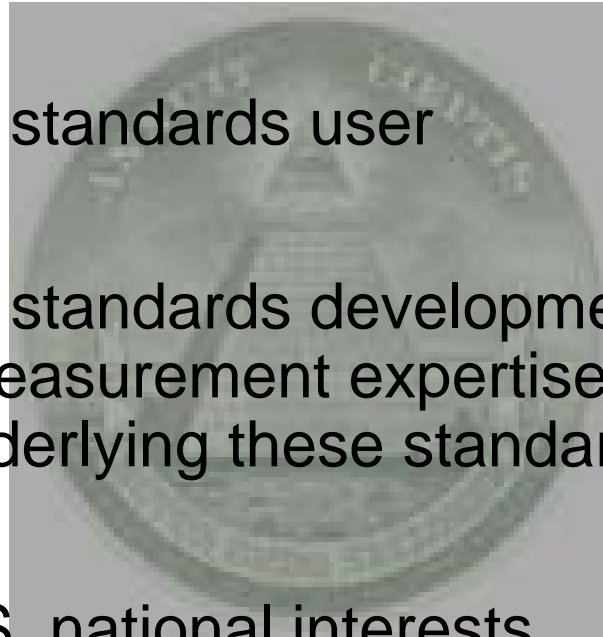 standards user
standards developme
easurement expertise
derlying these standar
national interests